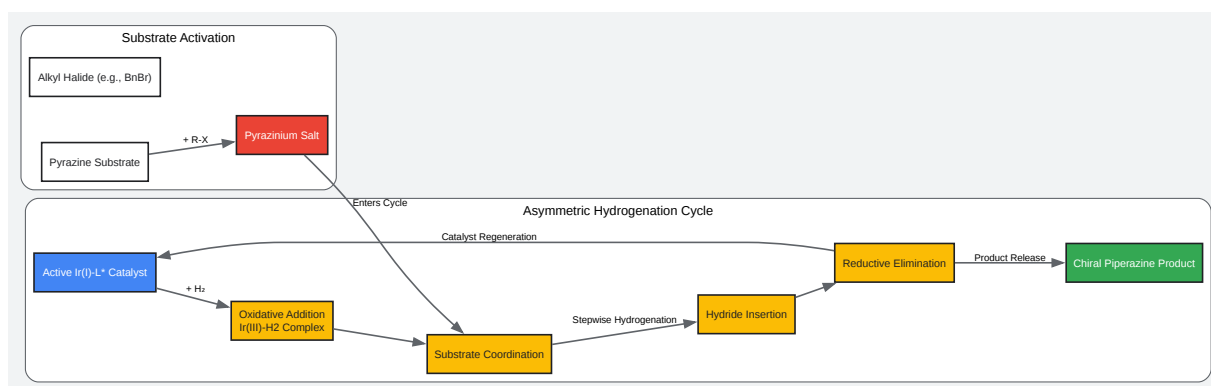 Substrate Activation
Alkyl Halide (e.g., BnBr)
+ R-X
Pyrazinium Salt
Pyrazine Substrate
Enters Cycle
Asymmetric Hydrogenation Cycle
Catalyst Regeneration
Active Ir(I)-L* Catalyst
Reductive Elimination
Product Release
Chiral Piperazine Product
+ H₂
Oxidative Addition
Ir(III)-H2 Complex
Stepwise Hydrogenation
Hydride Insertion
Substrate Coordination